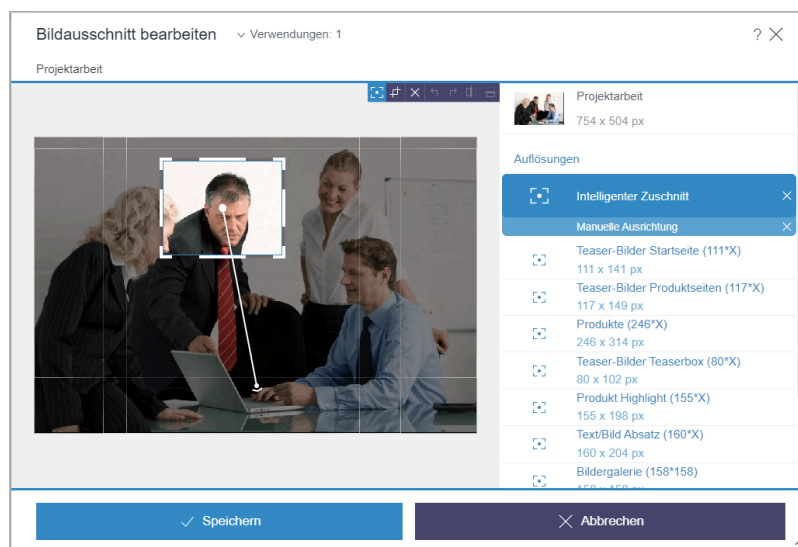 Bildausschnitt bearbeiten Verwendungen: 1 ?
Projektarbeit
Projektarbeit
754 x 504 px
Auflösungen
Intelligenter Zuschnitt
Manuelle Ausrichtung
Teaser-Bilder Startseite (111*X)
111 x 141 px
Teaser-Bilder Produktseiten (117*X)
117 x 149 px
Produkte (246*X)
246 x 314 px
Teaser-Bilder Teaserbox (80*X)
80 x 102 px
Produkt Highlight (155*X)
155 x 198 px
Text/Bild Absatz (160*X)
160 x 204 px
Bildergalerie (158*158)
Speichern Abbrechen